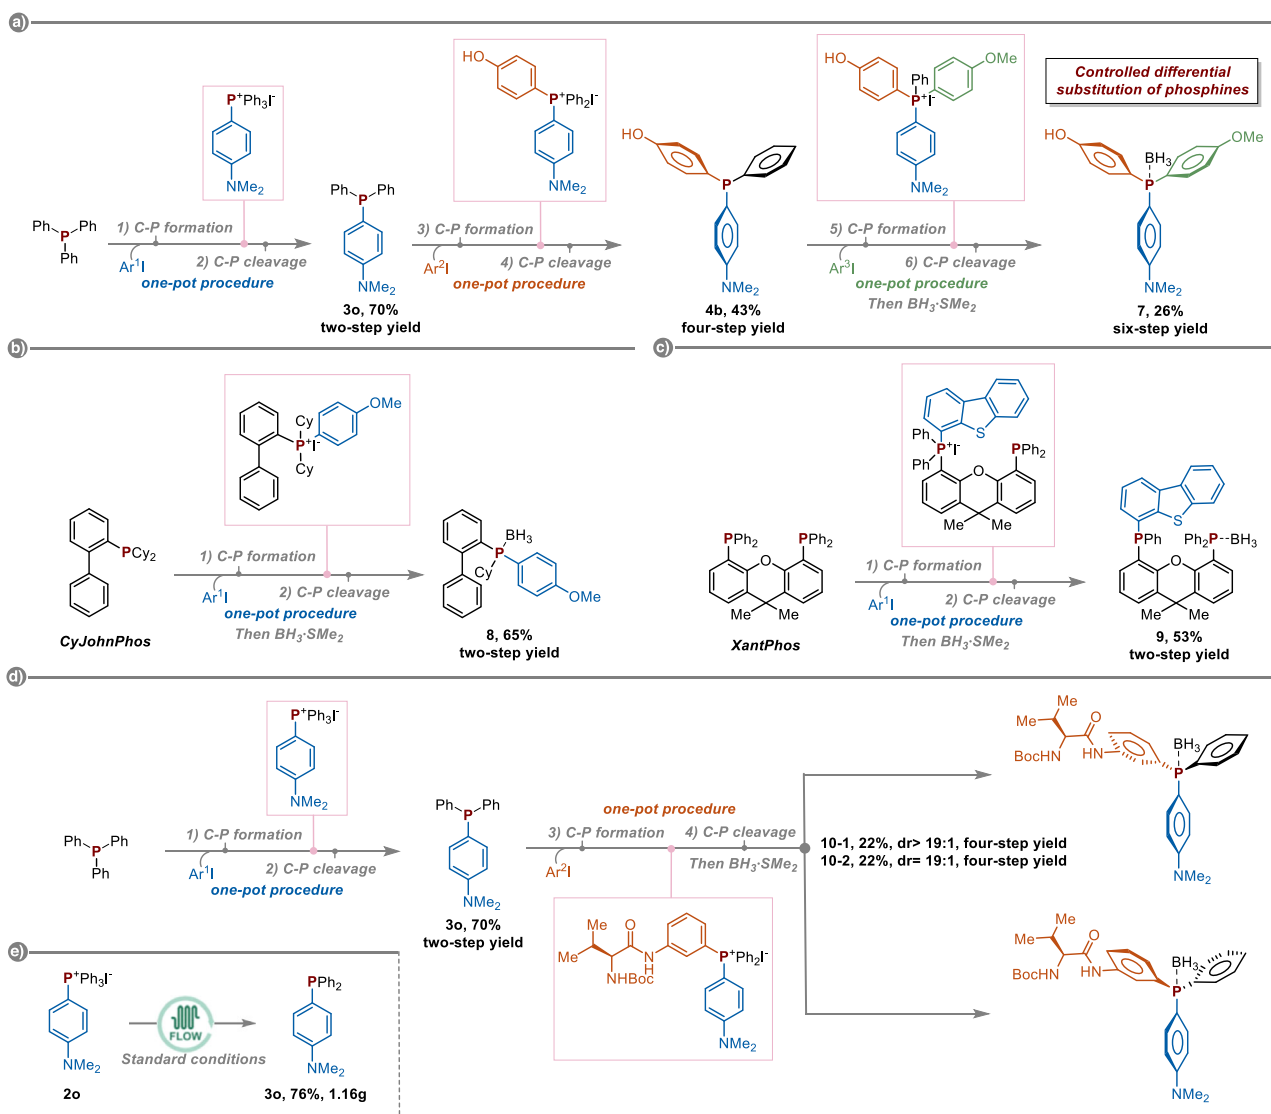 a)
P⁺Ph₃I⁻
NMe₂
HO
P⁺Ph₂I⁻
NMe₂
HO
Ph
OMe
P⁺I⁻
NMe₂
Controlled differential
substitution of phosphines
Ph
Ph
P
Ph
1) C-P formation
Ar¹I
2) C-P cleavage
one-pot procedure
Ph
Ph
P
NMe₂
3o, 70%
two-step yield
3) C-P formation
Ar²I
4) C-P cleavage
one-pot procedure
HO
P
NMe₂
4b, 43%
four-step yield
5) C-P formation
Ar³I
6) C-P cleavage
one-pot procedure
Then BH₃·SMe₂
HO
BH₃
OMe
P
NMe₂
7, 26%
six-step yield
b)
Cy
OMe
P⁺I⁻
Cy
PCy₂
CyJohnPhos
1) C-P formation
Ar¹I
2) C-P cleavage
one-pot procedure
Then BH₃·SMe₂
BH₃
P
Cy
OMe
8, 65%
two-step yield
c)
S
Ph
P⁺I⁻
Ph
PPh₂
O
Me
Me
PPh₂
PPh₂
O
Me
Me
XantPhos
1) C-P formation
Ar¹I
2) C-P cleavage
one-pot procedure
Then BH₃·SMe₂
S
PPh
Ph₂P--BH₃
O
Me
Me
9, 53%
two-step yield
d)
P⁺Ph₃I⁻
NMe₂
Ph
Ph
P
Ph
1) C-P formation
Ar¹I
2) C-P cleavage
one-pot procedure
Ph
Ph
P
NMe₂
3o, 70%
two-step yield
one-pot procedure
3) C-P formation
4) C-P cleavage
Ar²I
Then BH₃·SMe₂
Me
O
Me
N
H
NHBoc
P⁺Ph₂I⁻
NMe₂
10-1, 22%, dr> 19:1, four-step yield
10-2, 22%, dr= 19:1, four-step yield
Me
Me
O
BocHN
HN
BH₃
P
NMe₂
Me
Me
O
BocHN
HN
BH₃
P
NMe₂
e)
P⁺Ph₃I⁻
NMe₂
2o
FLOW
Standard conditions
PPh₂
NMe₂
3o, 76%, 1.16g